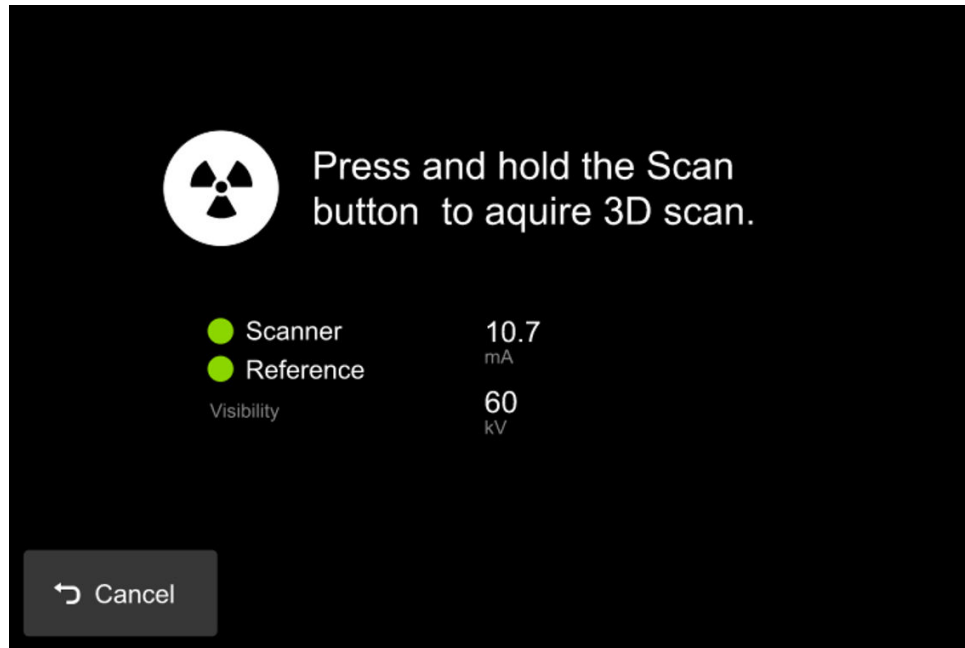 Press and hold the Scan
button  to aquire 3D scan.
Scanner
10.7
mA
Reference
60
kV
Visibility
Cancel